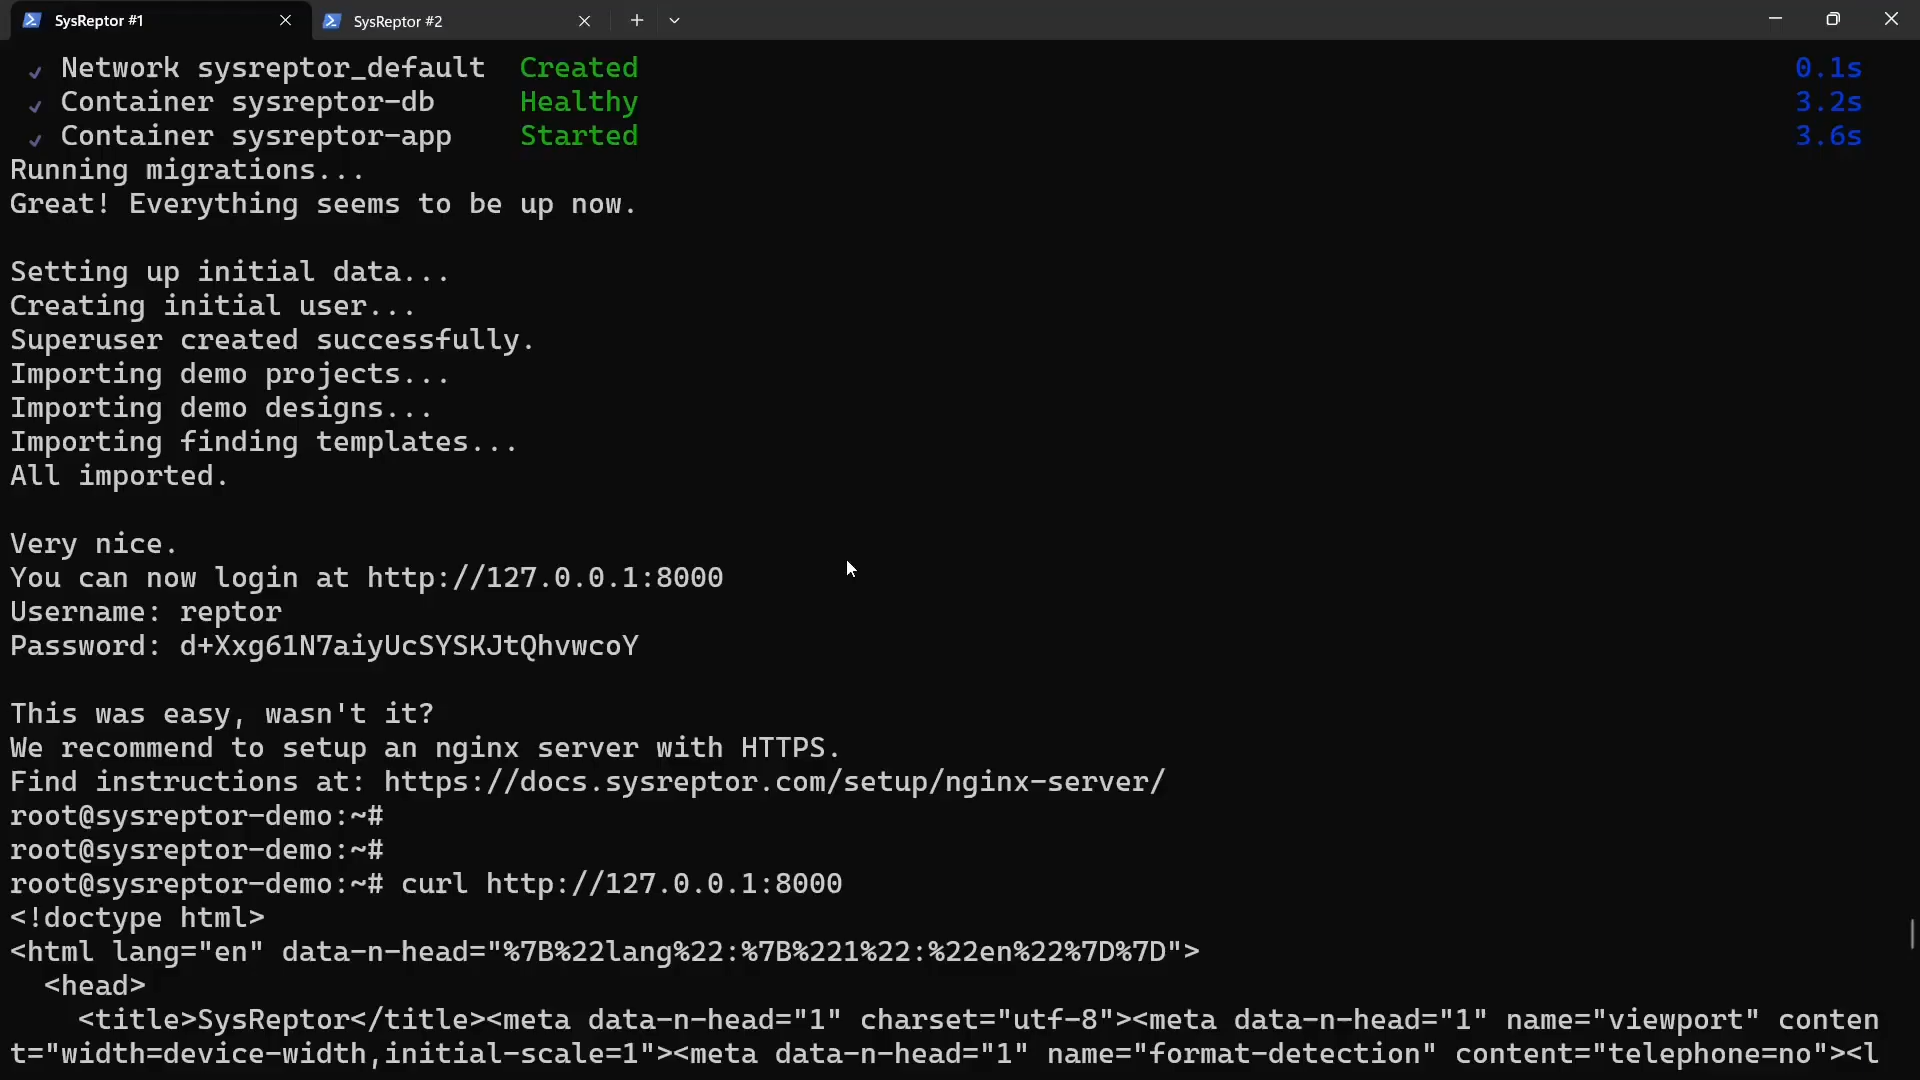 SysReptor #1
SysReptor #2
✓ Network sysreptor_default Created 0.1s
✓ Container sysreptor-db Healthy 3.2s
✓ Container sysreptor-app Started 3.6s
Running migrations...
Great! Everything seems to be up now.
Setting up initial data...
Creating initial user...
Superuser created successfully.
Importing demo projects...
Importing demo designs...
Importing finding templates...
All imported.
Very nice.
You can now login at http://127.0.0.1:8000
Username: reptor
Password: d+Xxg61N7aiyUcSYSKJtQhvwcoY
This was easy, wasn't it?
We recommend to setup an nginx server with HTTPS.
Find instructions at: https://docs.sysreptor.com/setup/nginx-server/
root@sysreptor-demo:~#
root@sysreptor-demo:~#
root@sysreptor-demo:~# curl http://127.0.0.1:8000
<!doctype html>
<html lang="en" data-n-head="%7B%22lang%22:%7B%221%22:%22en%22%7D%7D">
<head>
<title>SysReptor</title><meta data-n-head="1" charset="utf-8"><meta data-n-head="1" name="viewport" conten
t="width=device-width,initial-scale=1"><meta data-n-head="1" name="format-detection" content="telephone=no"><l